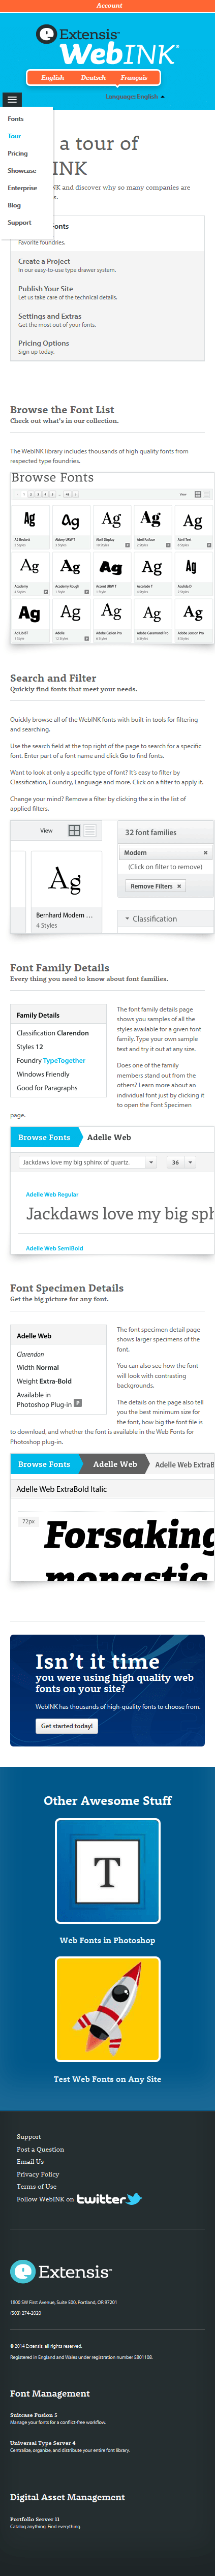 Account
Extensis™
WebINK®
English Deutsch Français
Language: English
Fonts
Tour
Pricing
Showcase
Enterprise
Blog
Support
a tour of
INK
NK and discover why so many companies are
s.
Fonts
Favorite foundries.
Create a Project
In our easy-to-use type drawer system.
Publish Your Site
Let us take care of the technical details.
Settings and Extras
Get the most out of your fonts.
Pricing Options
Sign up today.
Browse the Font List
Check out what's in our collection.
The WebINK library includes thousands of high quality fonts from
respected type foundries.
Browse Fonts
View
Search and Filter
Quickly find fonts that meet your needs.
Quickly browse all of the WebINK fonts with built-in tools for filtering
and searching.
Use the search field at the top right of the page to search for a specific
font. Enter part of a font name and click Go to find fonts.
Want to look at only a specific type of font? It's easy to filter by
Classification, Foundry, Language and more. Click on a filter to apply it.
Change your mind? Remove a filter by clicking the x in the list of
applied filters.
View
32 font families
Modern ×
(Click on filter to remove)
Remove Filters ×
Classification
Ag
Bernhard Modern …
4 Styles
Font Family Details
Every thing you need to know about font families.
Family Details
Classification Clarendon
Styles 12
Foundry TypeTogether
Windows Friendly
Good for Paragraphs
The font family details page
shows you samples of all the
styles available for a given font
family. Type your own sample
text and try it out at any size.
Does one of the family
members stand out from the
others? Learn more about an
individual font just by clicking it
to open the Font Specimen
page.
Browse Fonts Adelle Web
Jackdaws love my big sphinx of quartz. 36
Adelle Web Regular
Jackdaws love my big sph
Adelle Web SemiBold
Font Specimen Details
Get the big picture for any font.
Adelle Web
Clarendon
Width Normal
Weight Extra-Bold
Available in
Photoshop Plug-in P
The font specimen detail page
shows larger specimens of the
font.
You can also see how the font
will look with contrasting
backgrounds.
The details on the page also tell
you the best minimum size for
the font, how big the font file is
to download, and whether the font is available in the Web Fonts for
Photoshop plug-in.
Browse Fonts Adelle Web Adelle Web ExtraB
Adelle Web ExtraBold Italic
72px
Forsaking
monastic
Isn't it time
you were using high quality web
fonts on your site?
WebINK has thousands of high-quality fonts to choose from.
Get started today!
Other Awesome Stuff
T
Web Fonts in Photoshop
Test Web Fonts on Any Site
Support
Post a Question
Email Us
Privacy Policy
Terms of Use
Follow WebINK on twitter
Extensis™
1800 SW First Avenue, Suite 500, Portland, OR 97201
(503) 274-2020
© 2014 Extensis, all rights reserved.
Registered in England and Wales under registration number 5801108.
Font Management
Suitcase Fusion 5
Manage your fonts for a conflict-free workflow.
Universal Type Server 4
Centralize, organize, and distribute your entire font library.
Digital Asset Management
Portfolio Server 11
Catalog anything. Find everything.